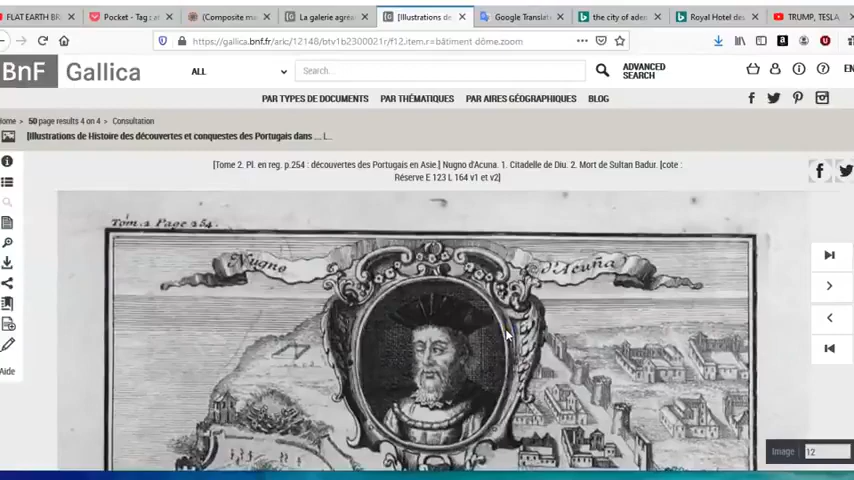 FLAT EARTH BR
Pocket - Tag: af
(Composite m
La galerie agréa
[Illustrations de
Google Translat
the city of aden
Royal Hotel des
TRUMP, TESLA
https://gallica.bnf.fr/ark:/12148/btv1b2300021r/f12.item.r=bâtiment dôme.zoom
BnF Gallica
ALL
Search...
ADVANCED
SEARCH
EN
PAR TYPES DE DOCUMENTS PAR THÉMATIQUES PAR AIRES GÉOGRAPHIQUES BLOG
Home > 50 page results 4 on 4 > Consultation
[Illustrations de Histoire des découvertes et conquestes des Portugais dans ... L...
[Tome 2. Pl. en reg. p.254 : découvertes des Portugais en Asie.] Nugno d'Acuna. 1. Citadelle de Diu. 2. Mort de Sultan Badur. [cote :
Réserve E 123 L 164 v1 et v2]
Tom. 2 Page 254.
Nugno d'Acuña
Aide
Image 12